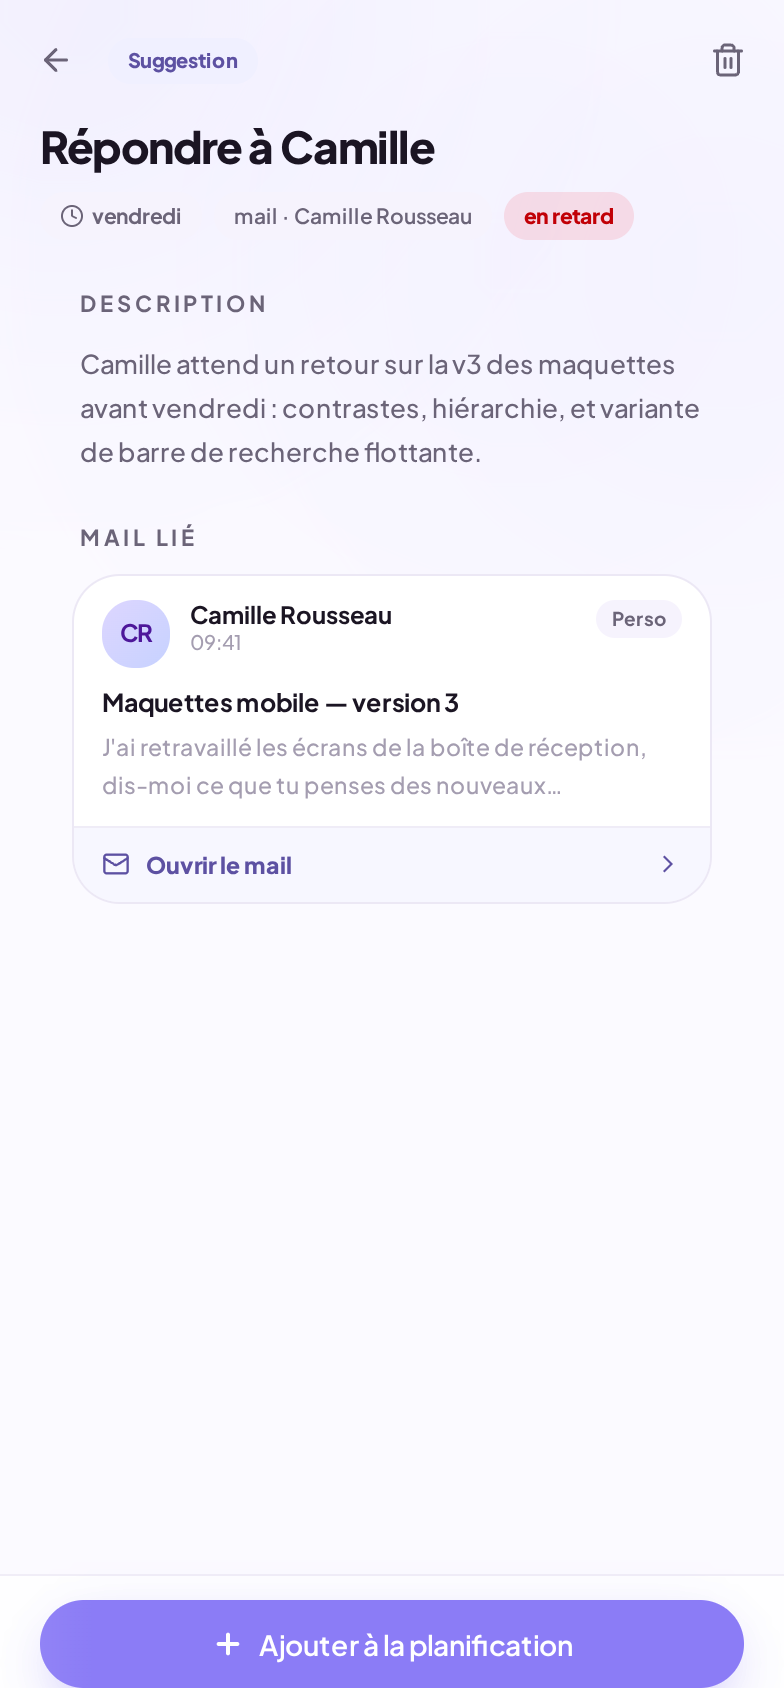 Suggestion
Répondre à Camille
vendredi mail · Camille Rousseau en retard
DESCRIPTION
Camille attend un retour sur la v3 des maquettes
avant vendredi : contrastes, hiérarchie, et variante
de barre de recherche flottante.
MAIL LIÉ
CR Camille Rousseau Perso
09:41
Maquettes mobile — version 3
J'ai retravaillé les écrans de la boîte de réception,
dis-moi ce que tu penses des nouveaux…
Ouvrir le mail
Ajouter à la planification